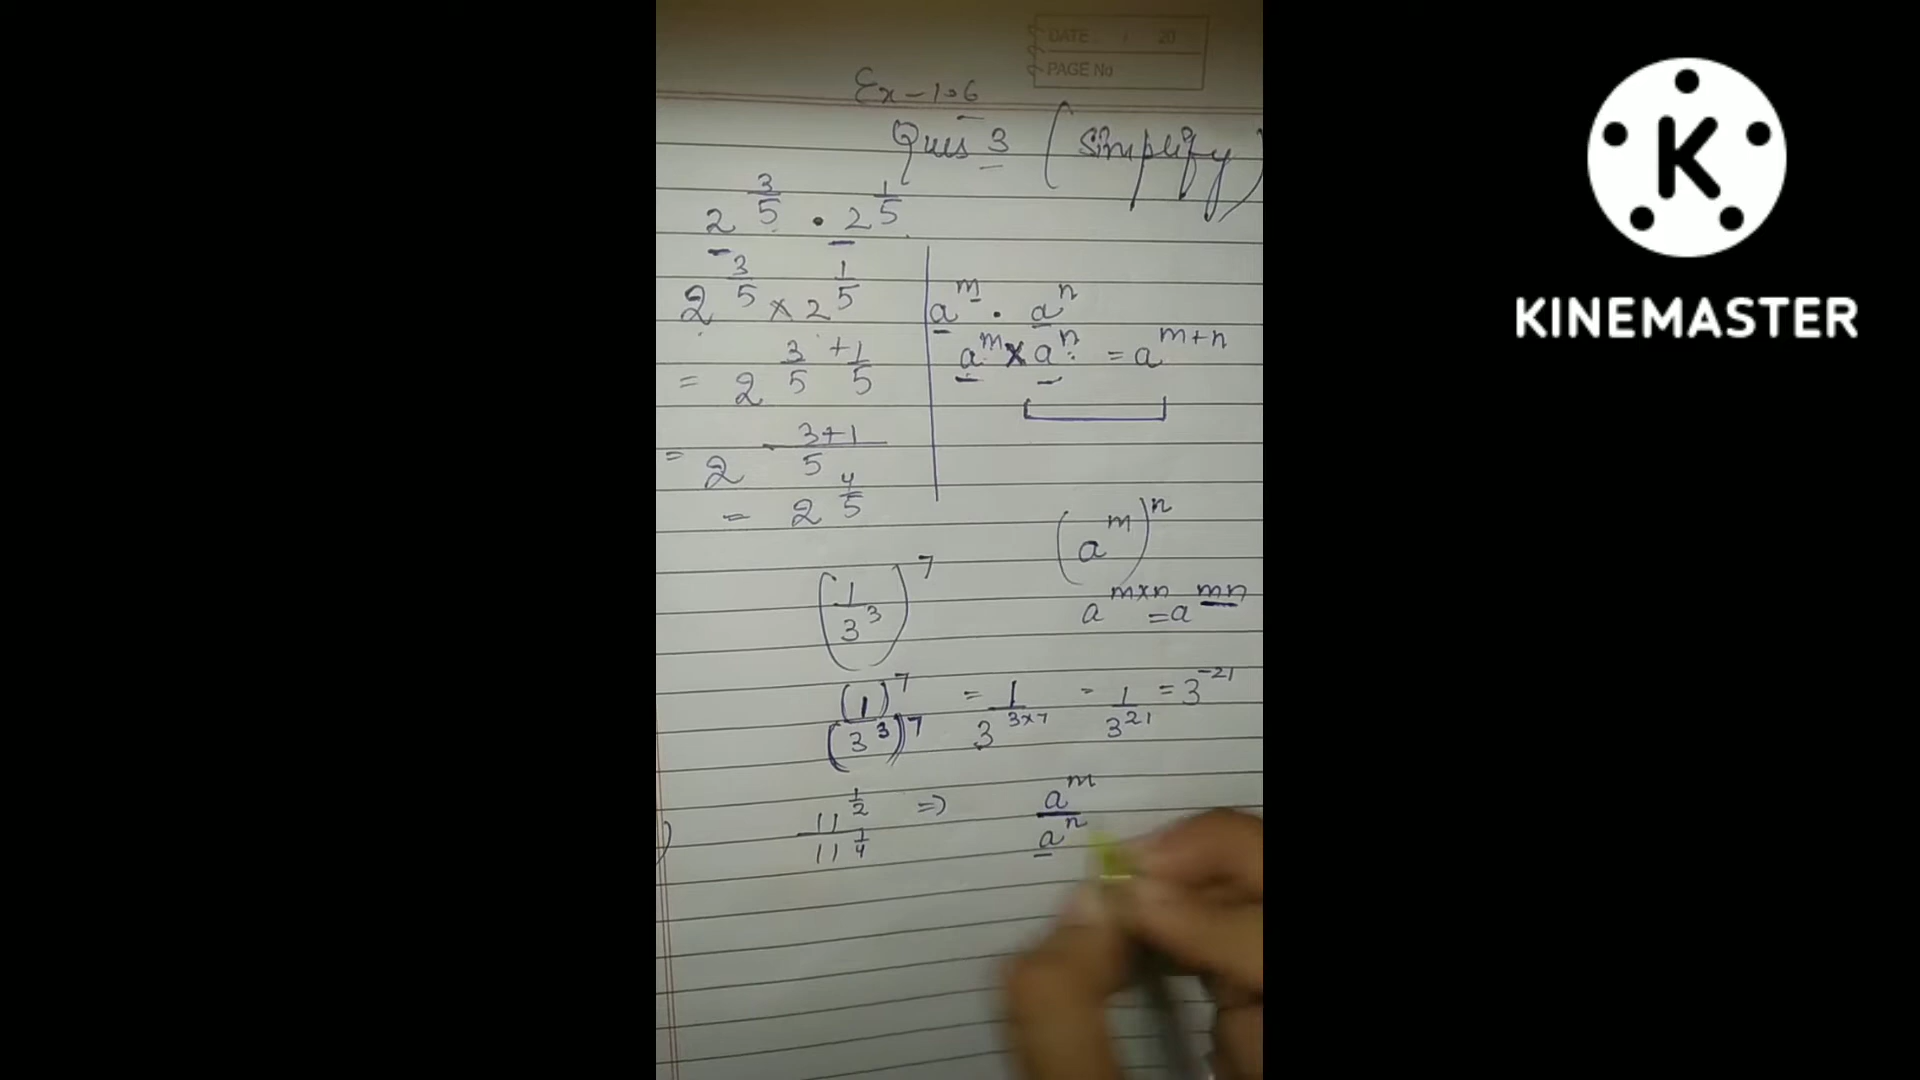 DATE / 20
PAGE No
Ex-1.6
Ques 3 (Simplify)
2^{3/5} . 2^{1/5}
2^{3/5} × 2^{1/5}
= 2^{3/5 + 1/5}
= 2^{(3+1)/5}
= 2^{4/5}
a^m . a^n
a^m × a^n = a^{m+n}
(a^m)^n
a^{m×n} = a^{mn}
(1/3^3)^7
(1)^7/(3^3)^7 = 1/3^{3×7} = 1/3^{21} = 3^{-21}
11^{1/2}/11^{1/4} => a^m/a^n
K
KINEMASTER